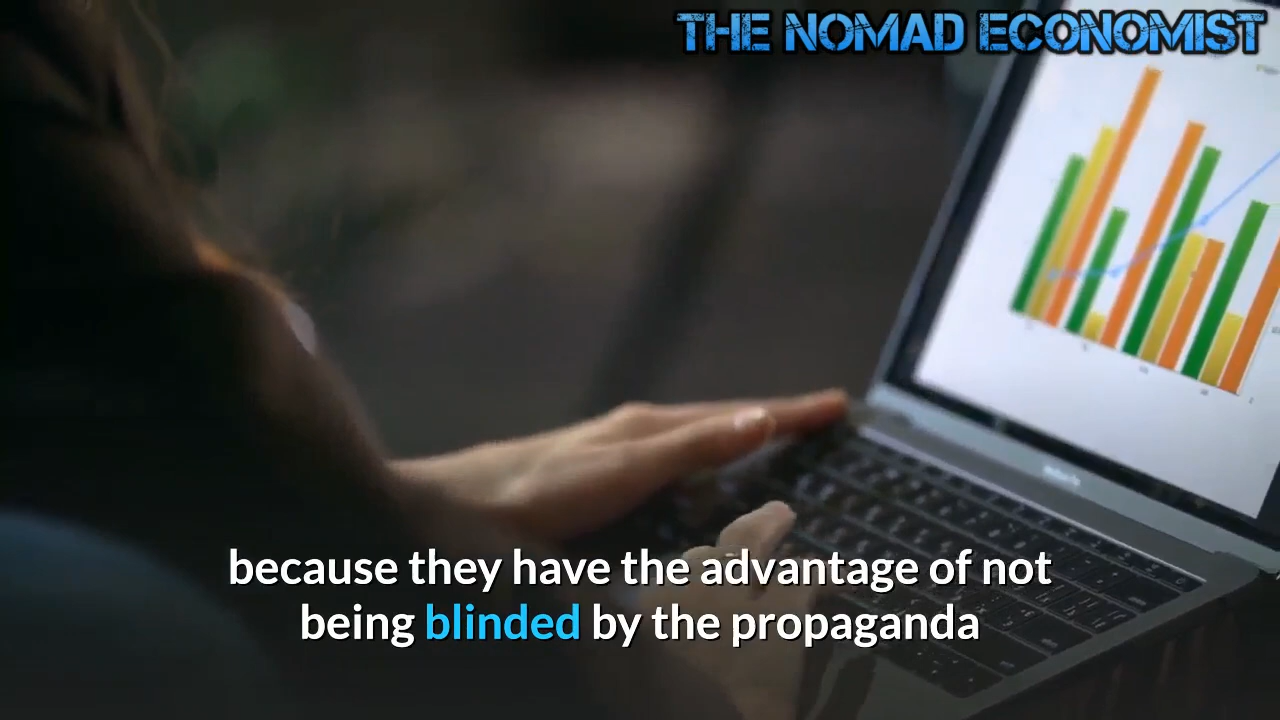 THE NOMAD ECONOMIST
because they have the advantage of not
being blinded by the propaganda